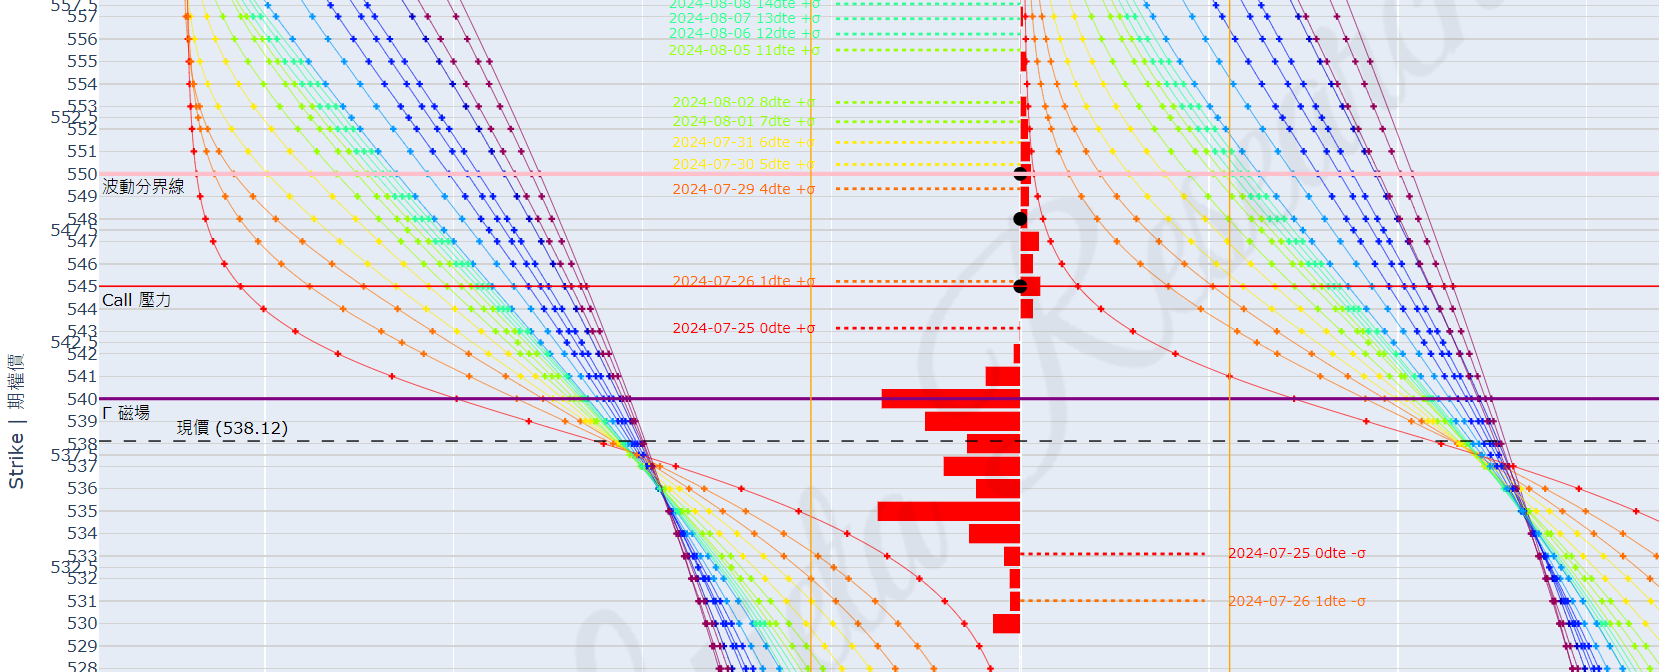 557.5
2024-08-08 14dte +σ
557
2024-08-07 13dte +σ
2024-08-06 12dte +σ
556
2024-08-05 11dte +σ
555
554
2024-08-02 8dte +σ
553
552.5
2024-08-01 7dte +σ
552
2024-07-31 6dte +σ
551
2024-07-30 5dte +σ
550
波動分界線
2024-07-29 4dte +σ
549
548
547.5
547
546
2024-07-26 1dte +σ
545
Call 壓力
544
2024-07-25 0dte +σ
543
542.5
542
541
540
Γ 磁場
539
現價 (538.12)
538
537.5
537
536
535
534
533
2024-07-25 0dte -σ
532.5
532
531
2024-07-26 1dte -σ
530
529
528
Strike | 期權價